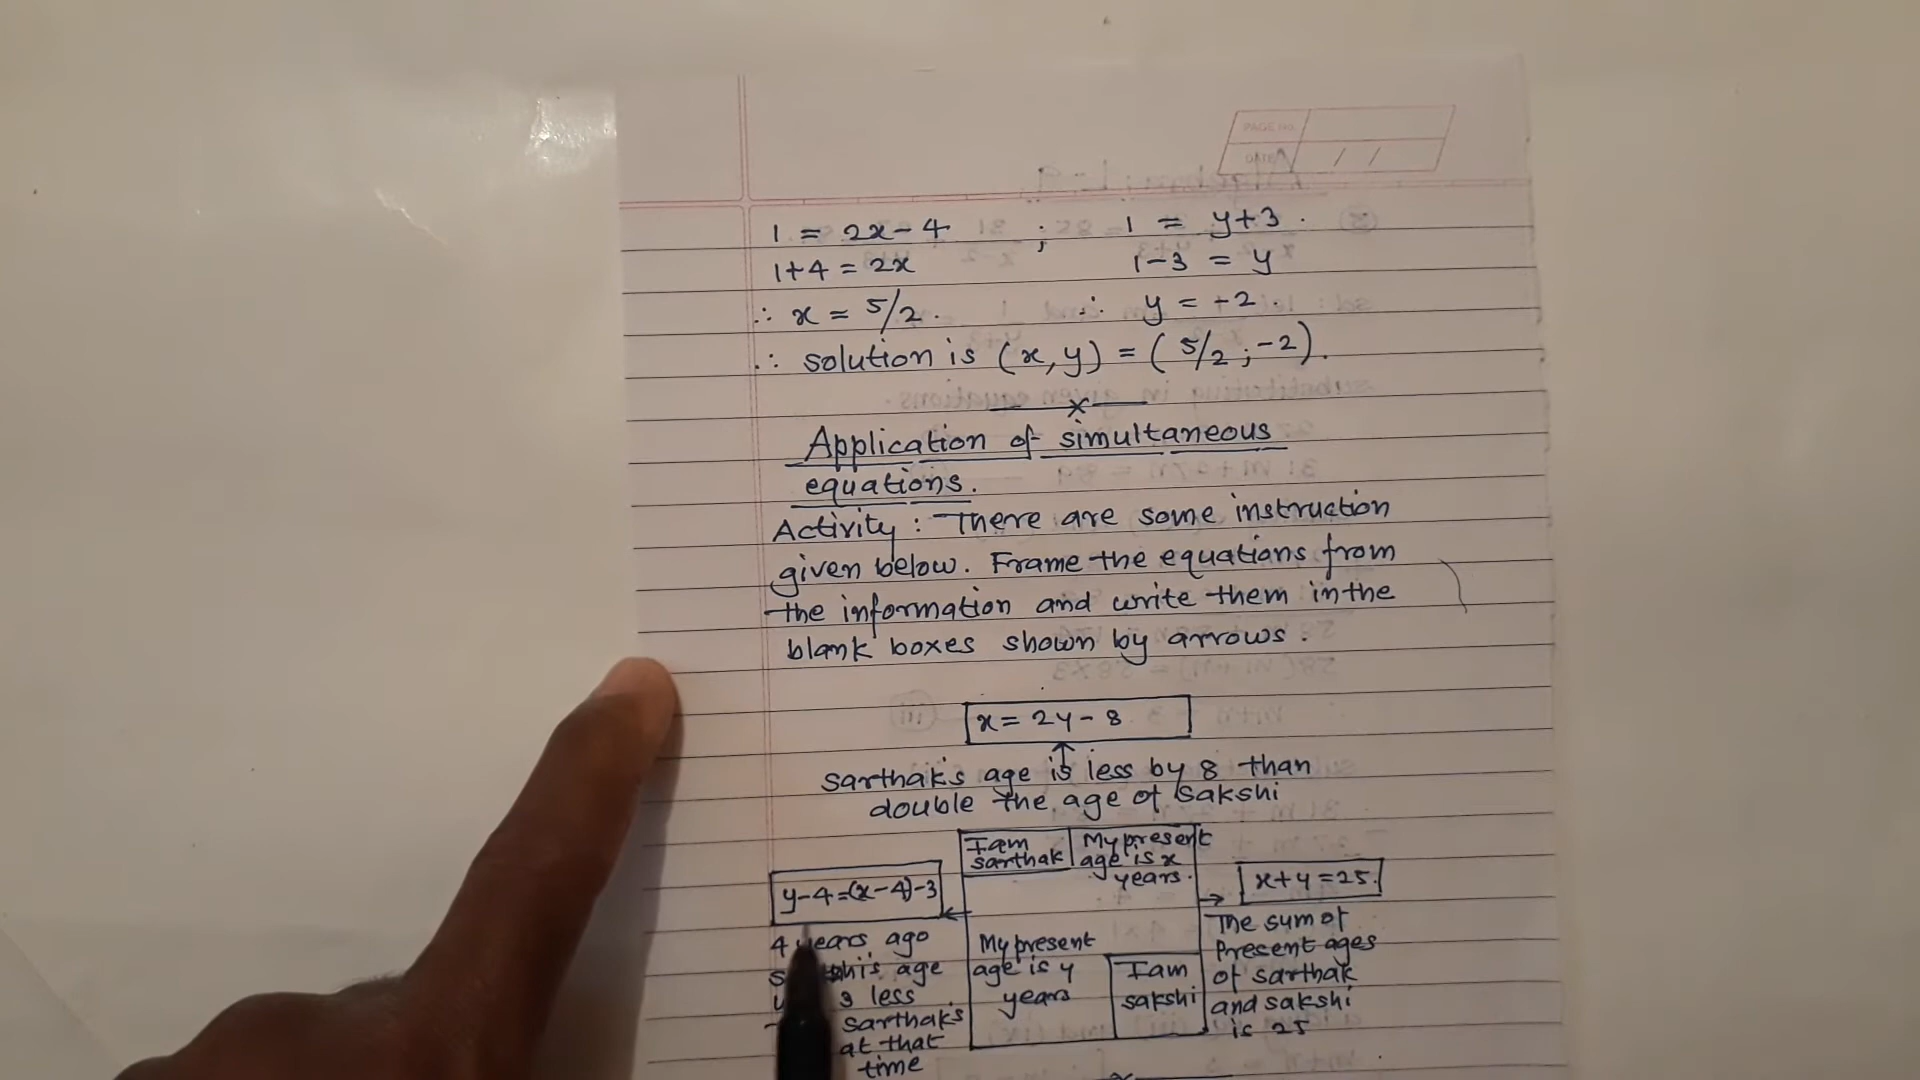 PAGE No.
DATE / /
1 = 2x - 4 ; 1 = y+3 .
1+4 = 2x 1-3 = y
∴ x = 5/2 . ∴ y = +2 .
∴ solution is (x, y) = ( 5/2 ; -2 ) .
Application of simultaneous
equations.
Activity : There are some instruction
given below. Frame the equations from
the information and write them in the
blank boxes shown by arrows .
x = 2y - 8
sarthak's age is less by 8 than
double the age of sakshi
I am
sarthak
My present
age is x
years.
y-4=(x-4)-3
4 years ago
age
3 less
sarthak's
at that
time
My present
age is y
years
I am
sakshi
x+y=25.
The sum of
present ages
of sarthak
and sakshi
is 25